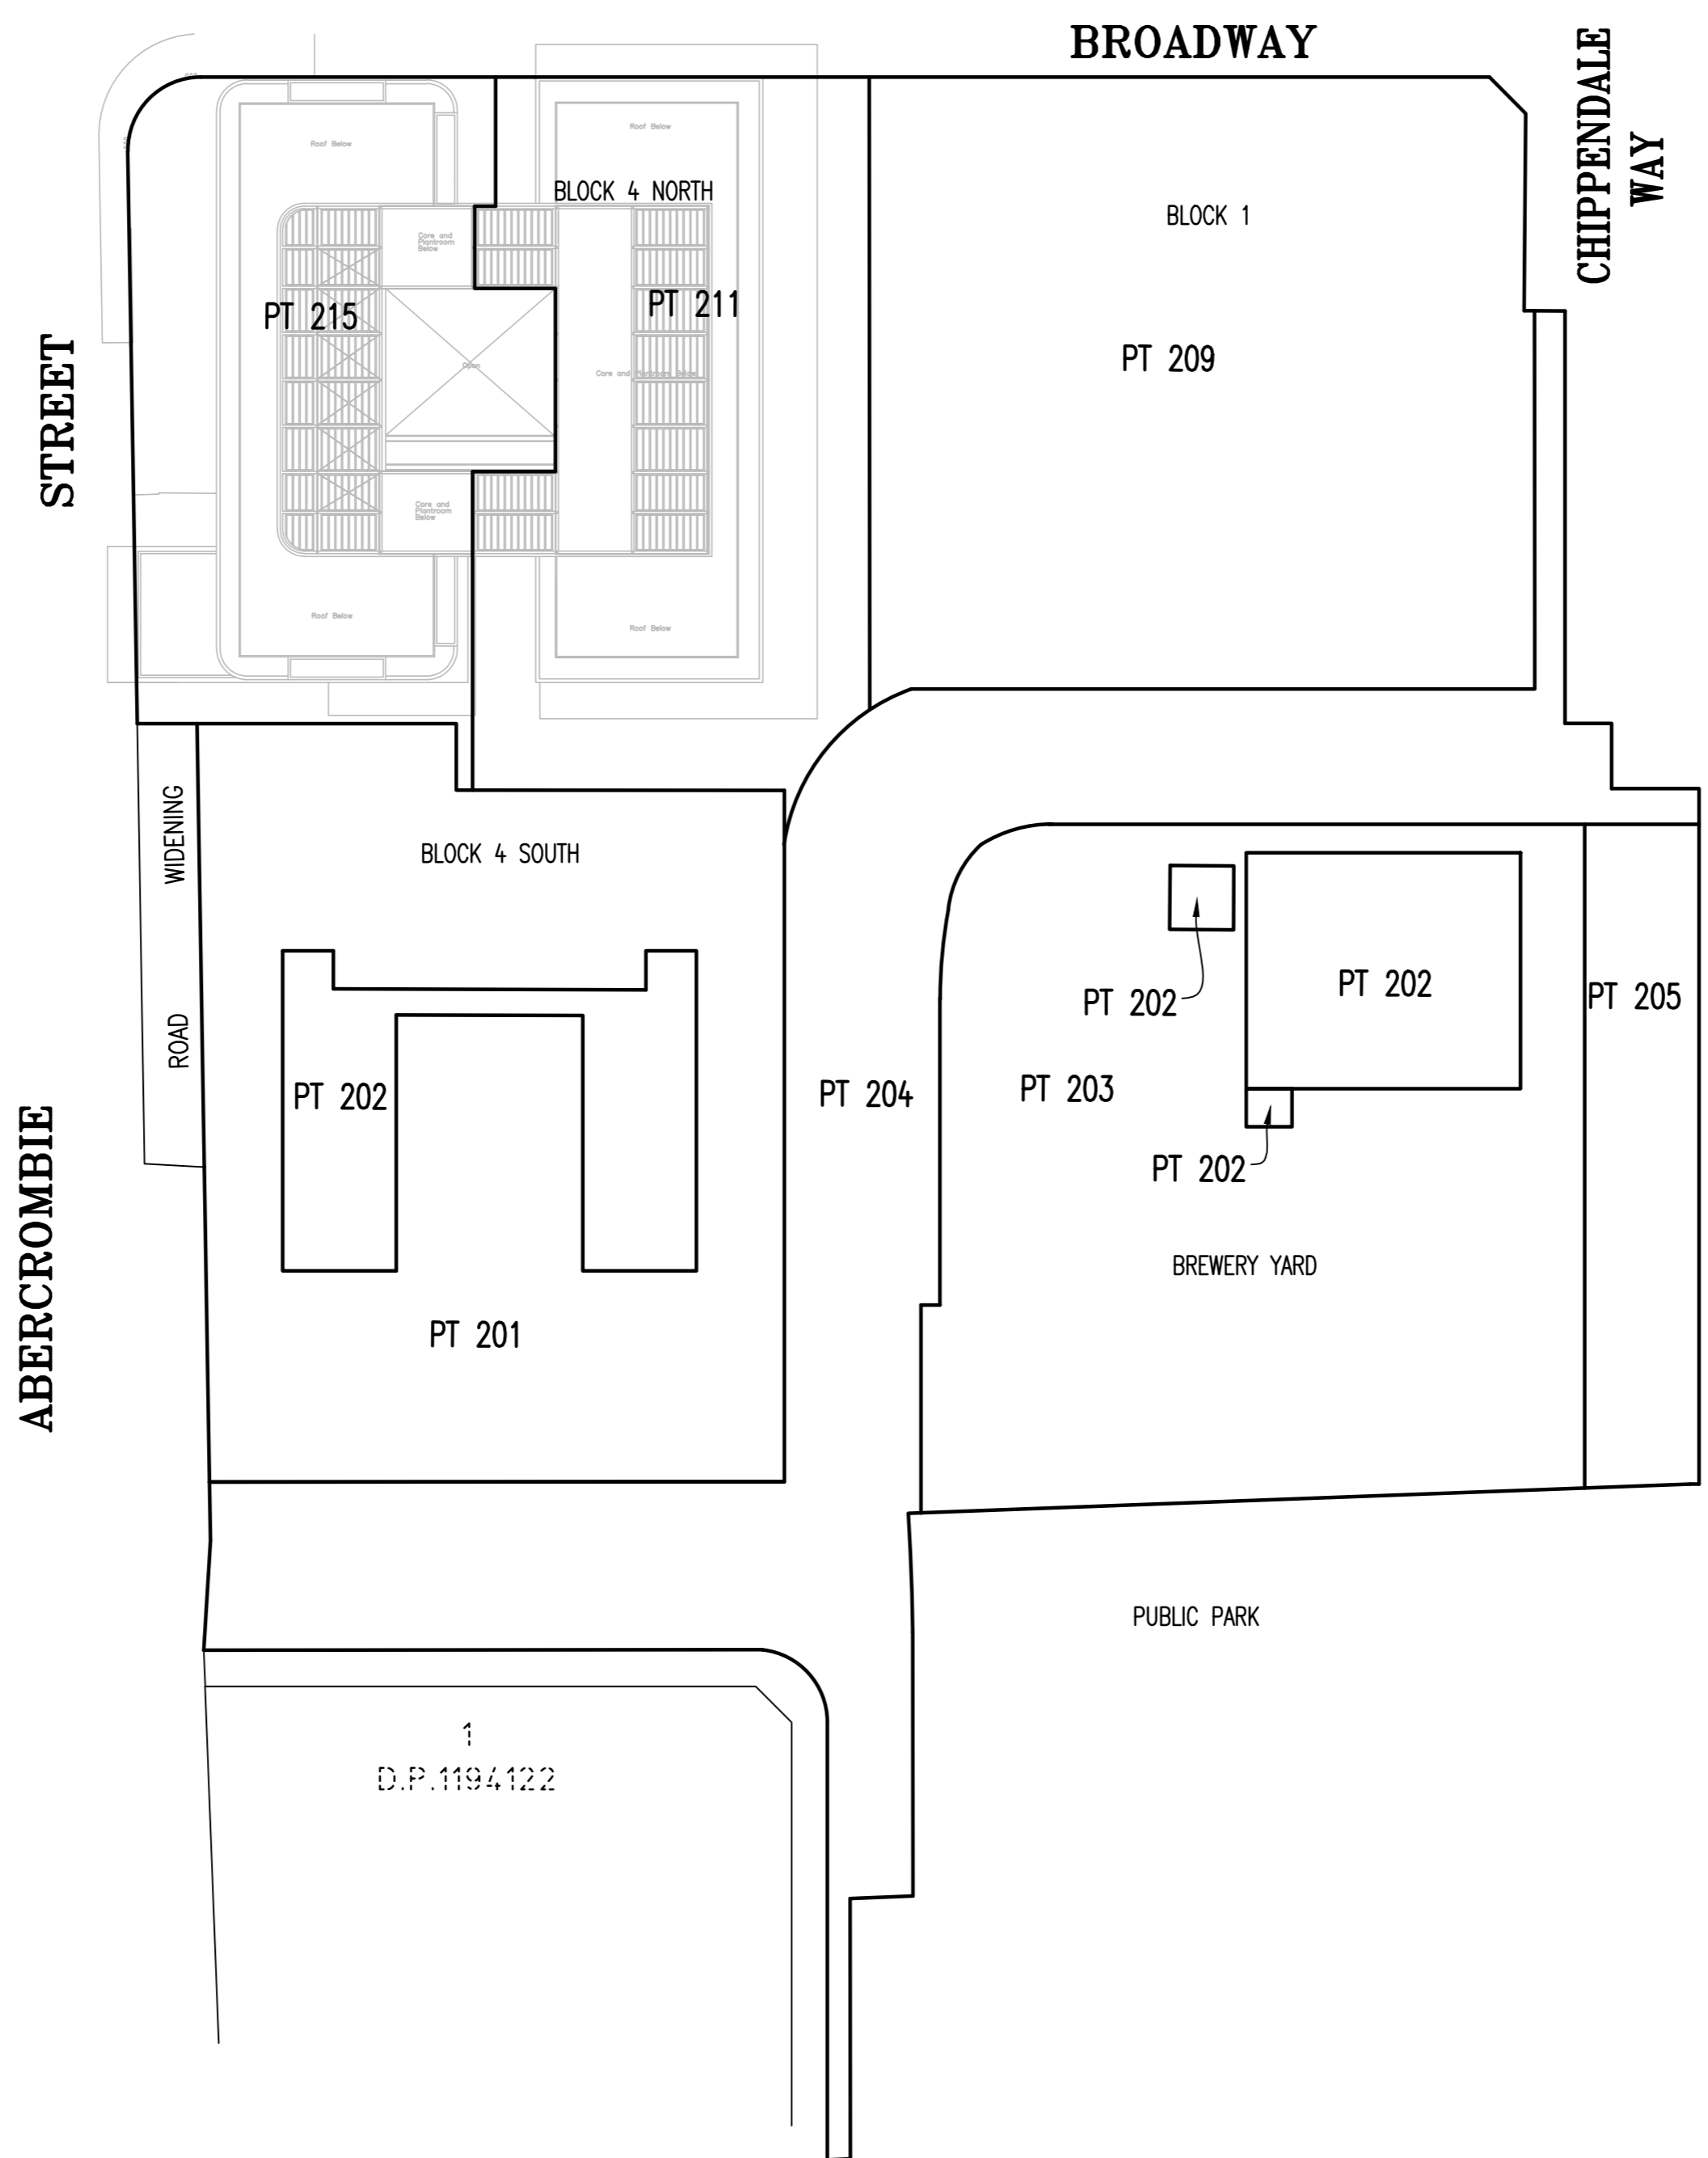 BROADWAY
CHIPPENDALE
WAY
Roof Below
Roof Below
BLOCK 4 NORTH
BLOCK 1
Core and
Plantroom
Below
PT 215
PT 211
PT 209
STREET
Open
Core and Plantroom Below
Core and
Plantroom
Below
Roof Below
Roof Below
WIDENING
ROAD
BLOCK 4 SOUTH
PT 202
PT 202
PT 205
PT 202
PT 204
PT 203
PT 202
ABERCROMBIE
BREWERY YARD
PT 201
PUBLIC PARK
1
D.P.1194122